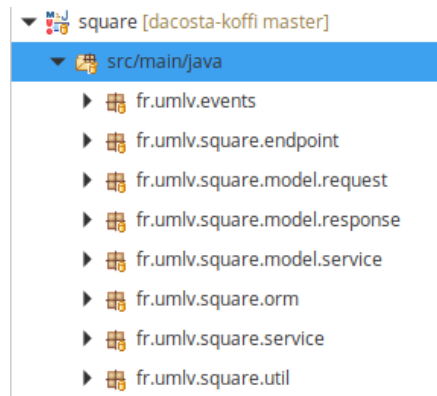 square [dacosta-koffi master]
src/main/java
fr.umlv.events
fr.umlv.square.endpoint
fr.umlv.square.model.request
fr.umlv.square.model.response
fr.umlv.square.model.service
fr.umlv.square.orm
fr.umlv.square.service
fr.umlv.square.util